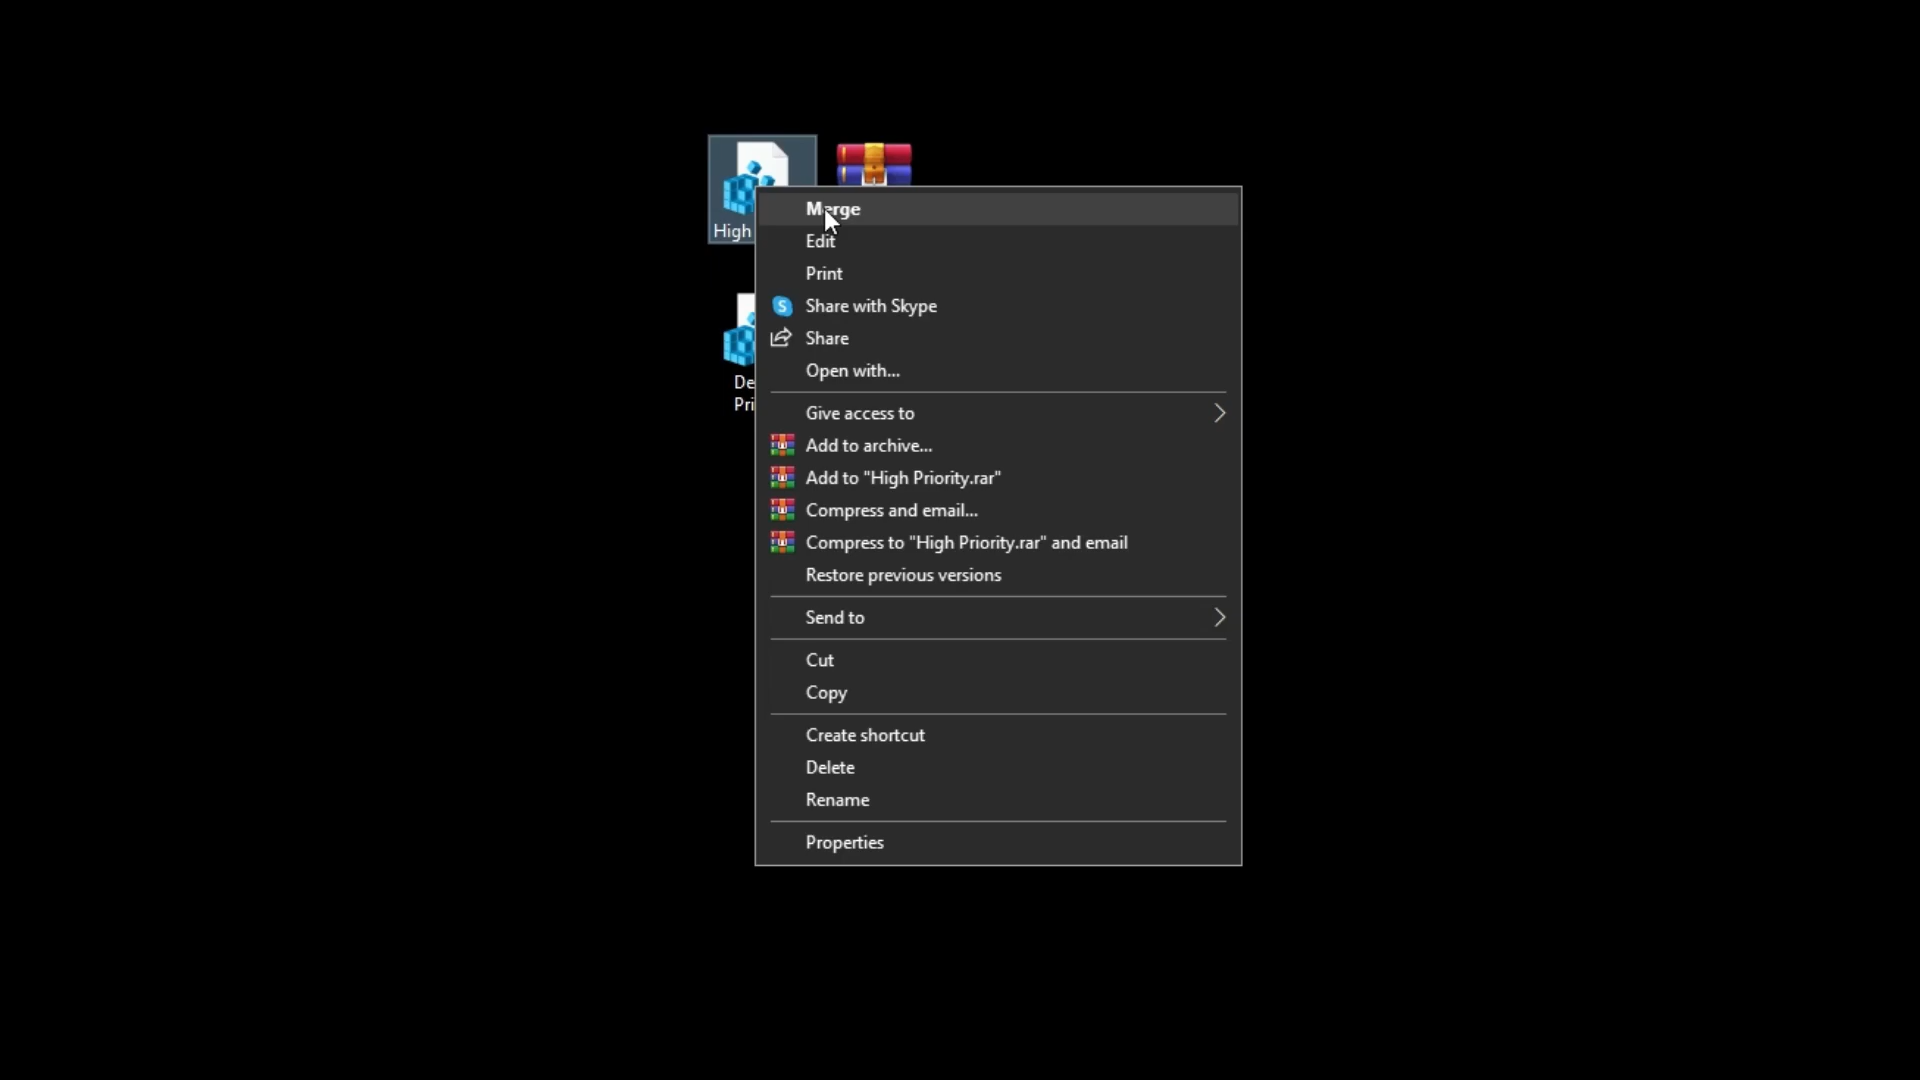 High
De
Pri
Merge
Edit
Print
Share with Skype
Share
Open with...
Give access to
Add to archive...
Add to "High Priority.rar"
Compress and email...
Compress to "High Priority.rar" and email
Restore previous versions
Send to
Cut
Copy
Create shortcut
Delete
Rename
Properties